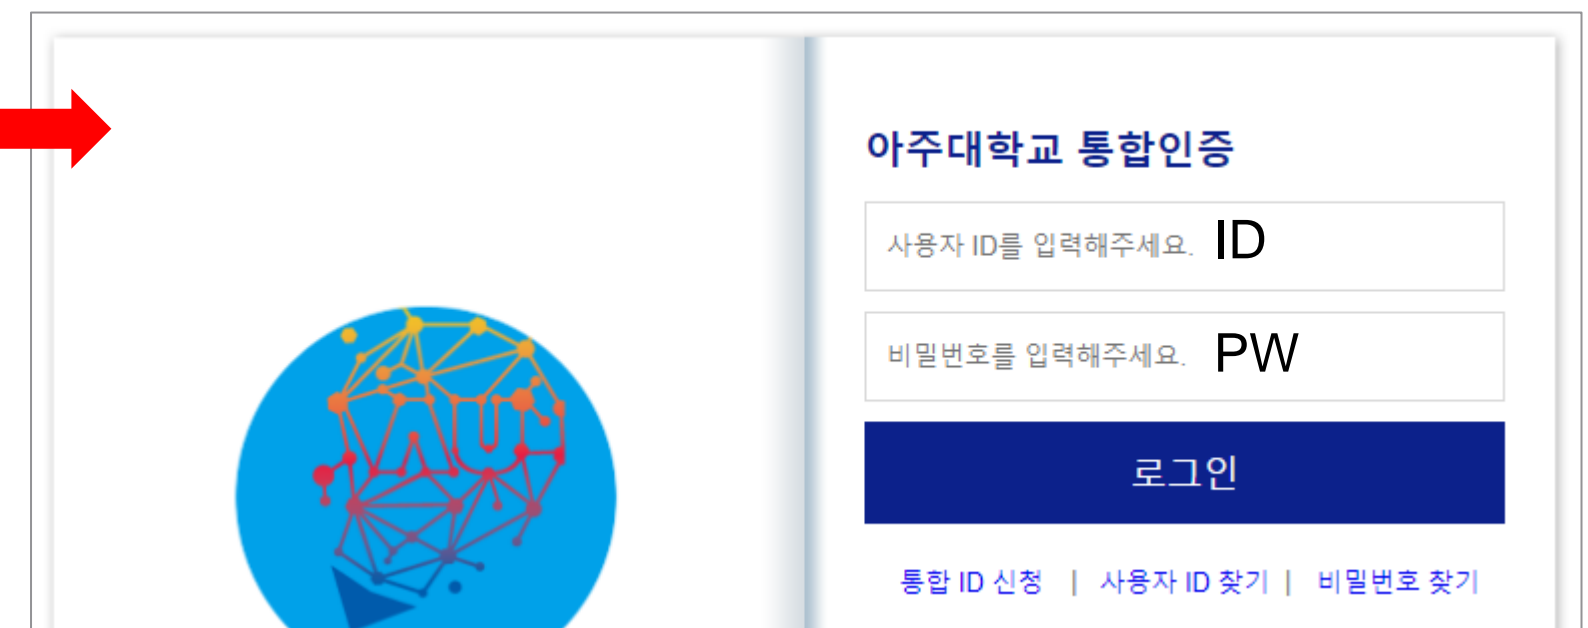 아주대학교 통합인증
사용자 ID를 입력해주세요. ID
비밀번호를 입력해주세요. PW
로그인
통합 ID 신청 | 사용자 ID 찾기 | 비밀번호 찾기
AU